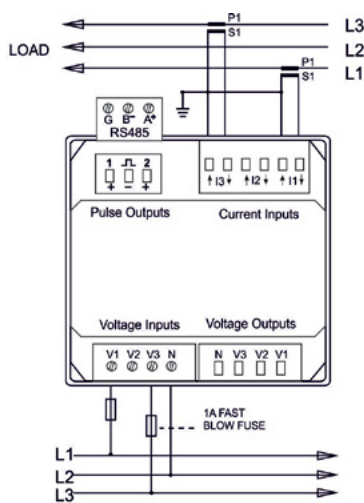 P1
L3
S1
LOAD
L2
P1
L1
S1
G B⁻ A⁺
RS485
1 2
+ − +
Pulse Outputs
I3 I2 I1
Current Inputs
Voltage Inputs
Voltage Outputs
V1 V2 V3 N
N V3 V2 V1
1A FAST
BLOW FUSE
L1
L2
L3